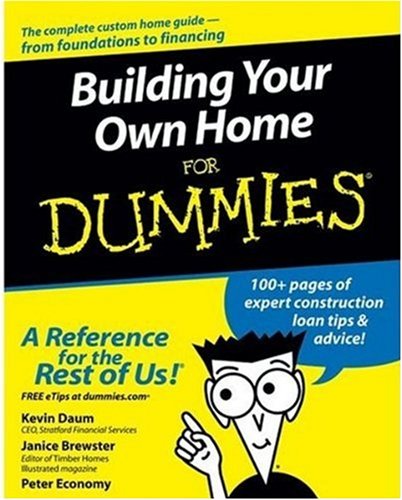 The complete custom home guide —
from foundations to financing
Building Your
Own Home
FOR
DUMMIES®
100+ pages of
expert construction
loan tips &
advice!
A Reference
for the
Rest of Us!®
FREE eTips at dummies.com®
Kevin Daum
CEO, Stratford Financial Services
Janice Brewster
Editor of Timber Homes
Illustrated magazine
Peter Economy